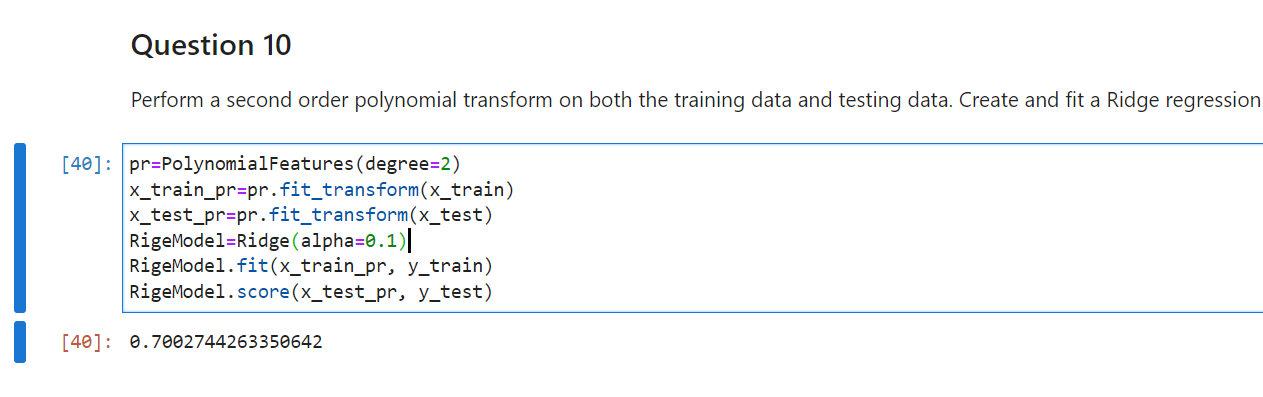 Question 10
Perform a second order polynomial transform on both the training data and testing data. Create and fit a Ridge regression
[40]: pr=PolynomialFeatures(degree=2)
x_train_pr=pr.fit_transform(x_train)
x_test_pr=pr.fit_transform(x_test)
RigeModel=Ridge(alpha=0.1)
RigeModel.fit(x_train_pr, y_train)
RigeModel.score(x_test_pr, y_test)
[40]: 0.7002744263350642